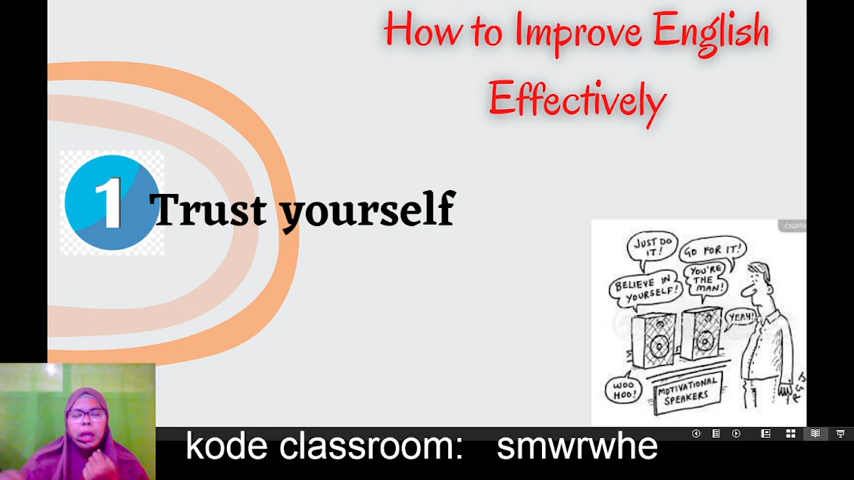 How to Improve English
Effectively
1 Trust yourself
JUST DO
IT!
GO FOR IT!
BELIEVE IN
YOURSELF!
YOU'RE
THE
MAN!
YEAH!
WOO
HOO!
MOTIVATIONAL
SPEAKERS
kode classroom: smwrwhe